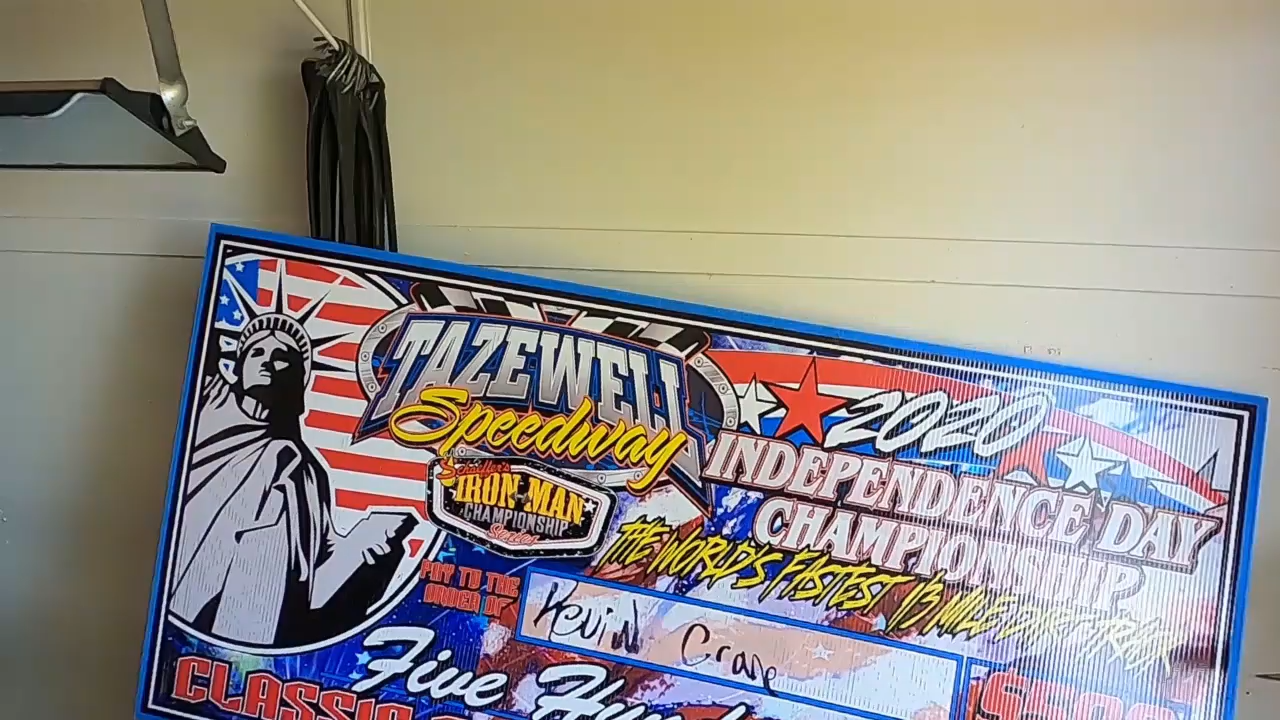 TAZEWELL
Speedway
Schaeffer's
IRON-MAN
CHAMPIONSHIP
Series
2020
INDEPENDENCE DAY
CHAMPIONSHIP
THE WORLD'S FASTEST 1/3 MILE DIRT TRACK
PAY TO THE
ORDER OF
Kevin Crane
Five
CLASSIC